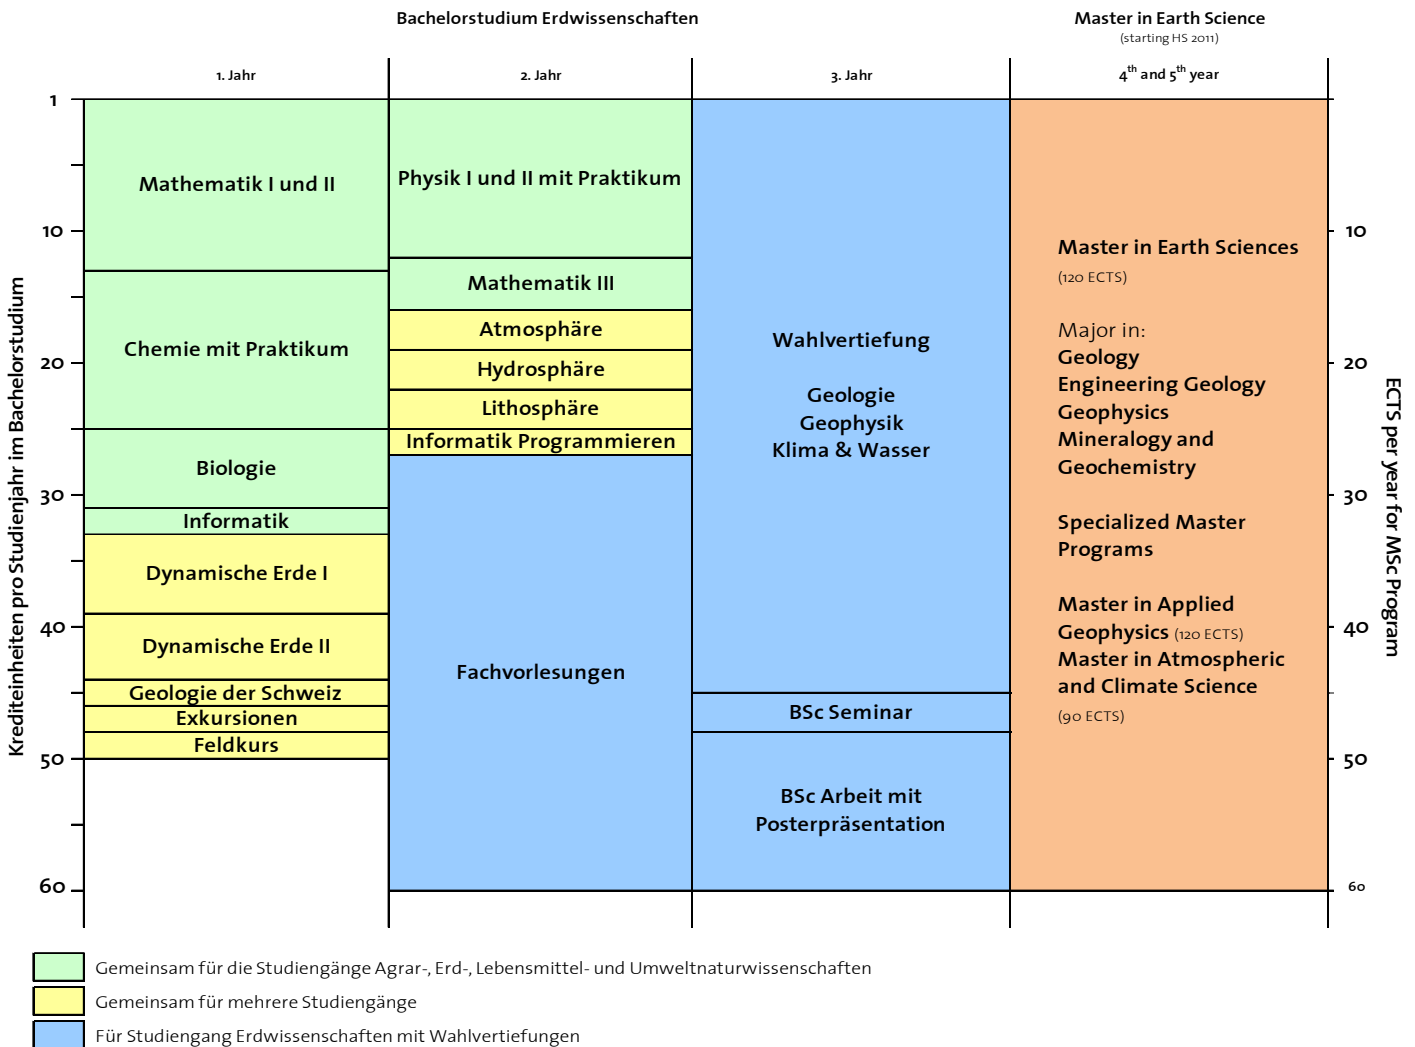 Bachelorstudium Erdwissenschaften
Master in Earth Science
(starting HS 2011)
1. Jahr
2. Jahr
3. Jahr
4th and 5th year
Krediteinheiten pro Studienjahr im Bachelorstudium
1
10
20
30
40
50
60
Mathematik I und II
Chemie mit Praktikum
Biologie
Informatik
Dynamische Erde I
Dynamische Erde II
Geologie der Schweiz
Exkursionen
Feldkurs
Physik I und II mit Praktikum
Mathematik III
Atmosphäre
Hydrosphäre
Lithosphäre
Informatik Programmieren
Fachvorlesungen
Wahlvertiefung
Geologie
Geophysik
Klima & Wasser
BSc Seminar
BSc Arbeit mit
Posterpräsentation
Master in Earth Sciences
(120 ECTS)
Major in:
Geology
Engineering Geology
Geophysics
Mineralogy and
Geochemistry
Specialized Master
Programs
Master in Applied
Geophysics (120 ECTS)
Master in Atmospheric
and Climate Science
(90 ECTS)
10
20
30
40
50
60
ECTS per year for MSc Program
Gemeinsam für die Studiengänge Agrar-, Erd-, Lebensmittel- und Umweltnaturwissenschaften
Gemeinsam für mehrere Studiengänge
Für Studiengang Erdwissenschaften mit Wahlvertiefungen